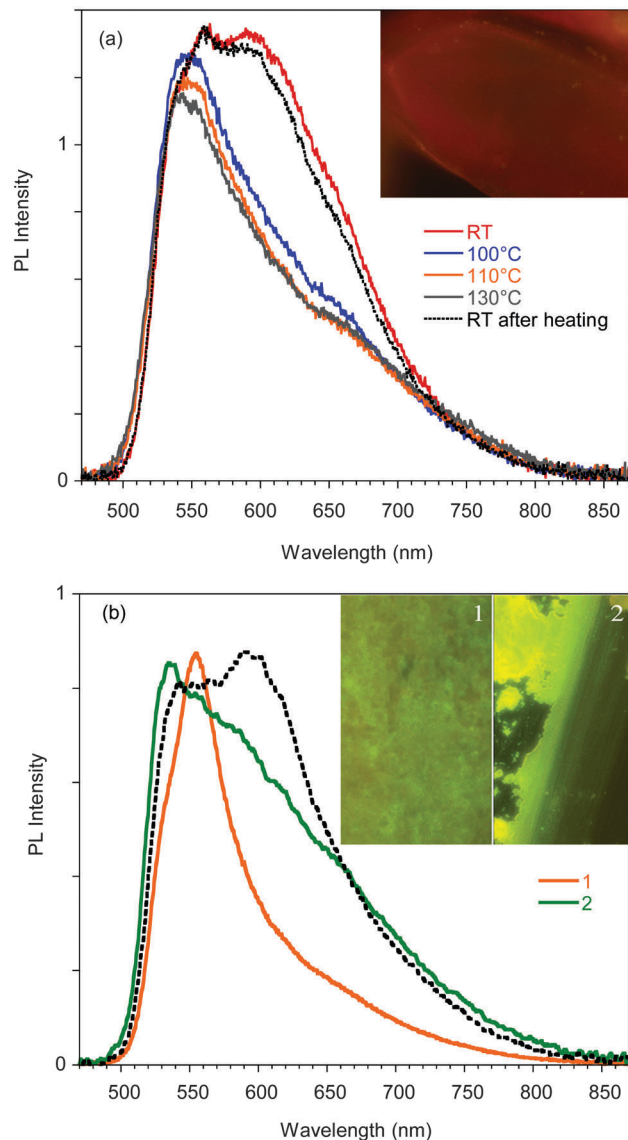 (a)
PL Intensity
1
0
RT
100°C
110°C
130°C
RT after heating
500 550 600 650 700 750 800 850
Wavelength (nm)
(b)
PL Intensity
1
0
1
2
1
2
500 550 600 650 700 750 800 850
Wavelength (nm)